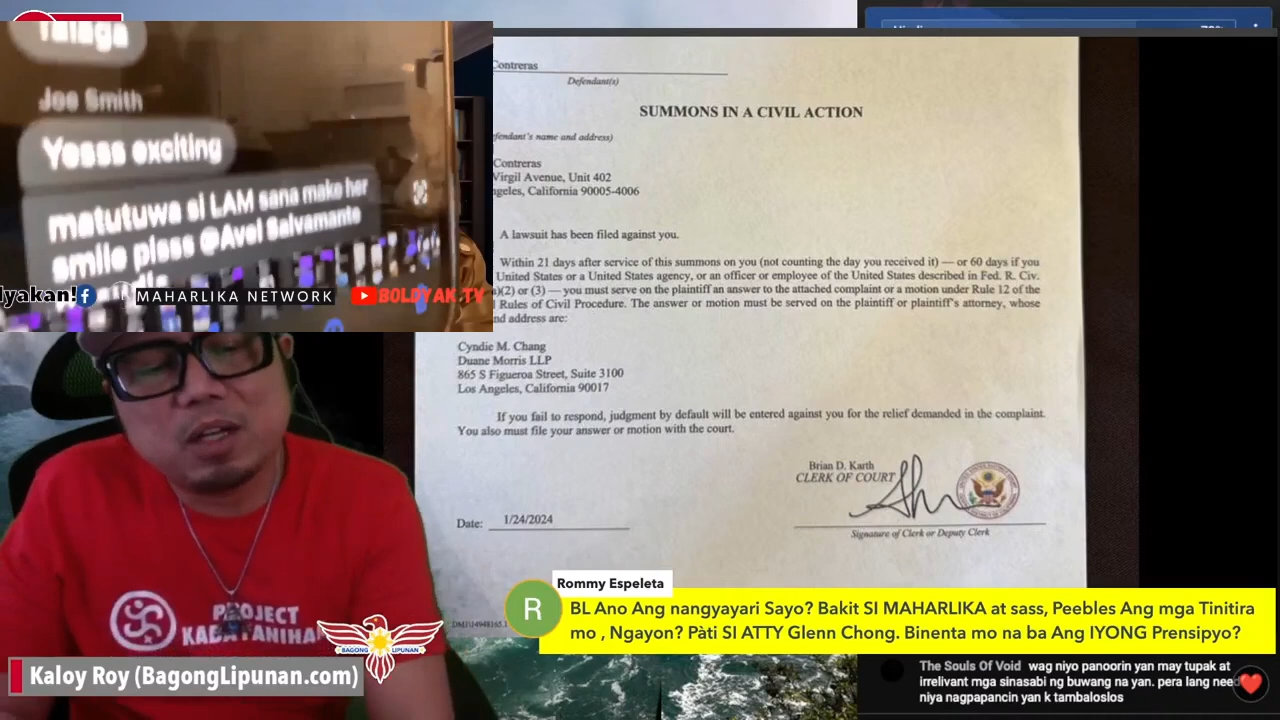 Talaga
Joe Smith
Yesss exciting
matutuwa si LAM sana make her
smile plsss @Avel Salvamante
lyakan!
MAHARLIKA NETWORK
BOLDYAK.TV
Contreras
Defendant(s)
SUMMONS IN A CIVIL ACTION
name and address)
Contreras
Virgil Avenue, Unit 402
geles, California 90005-4006
A lawsuit has been filed against you.
Within 21 days after service of this summons on you (not counting the day you received it) — or 60 days if you
United States or a United States agency, or an officer or employee of the United States described in Fed. R. Civ.
)(2) or (3) — you must serve on the plaintiff an answer to the attached complaint or a motion under Rule 12 of the
Rules of Civil Procedure. The answer or motion must be served on the plaintiff or plaintiff's attorney, whose
nd address are:
Cyndie M. Chang
Duane Morris LLP
865 S Figueroa Street, Suite 3100
Los Angeles, California 90017
If you fail to respond, judgment by default will be entered against you for the relief demanded in the complaint.
You also must file your answer or motion with the court.
Brian D. Karth
CLERK OF COURT
Date: 1/24/2024
Signature of Clerk or Deputy Clerk
PROJECT
KABAYANIHAN
BAGONG LIPUNAN
Kaloy Roy (BagongLipunan.com)
Rommy Espeleta
R
BL Ano Ang nangyayari Sayo? Bakit SI MAHARLIKA at sass, Peebles Ang mga Tinitira
mo , Ngayon? Pàti SI ATTY Glenn Chong. Binenta mo na ba Ang IYONG Prensipyo?
The Souls Of Void wag niyo panoorin yan may tupak at
irrelivant mga sinasabi ng buwang na yan. pera lang need
niya nagpapancin yan k tambaloslos